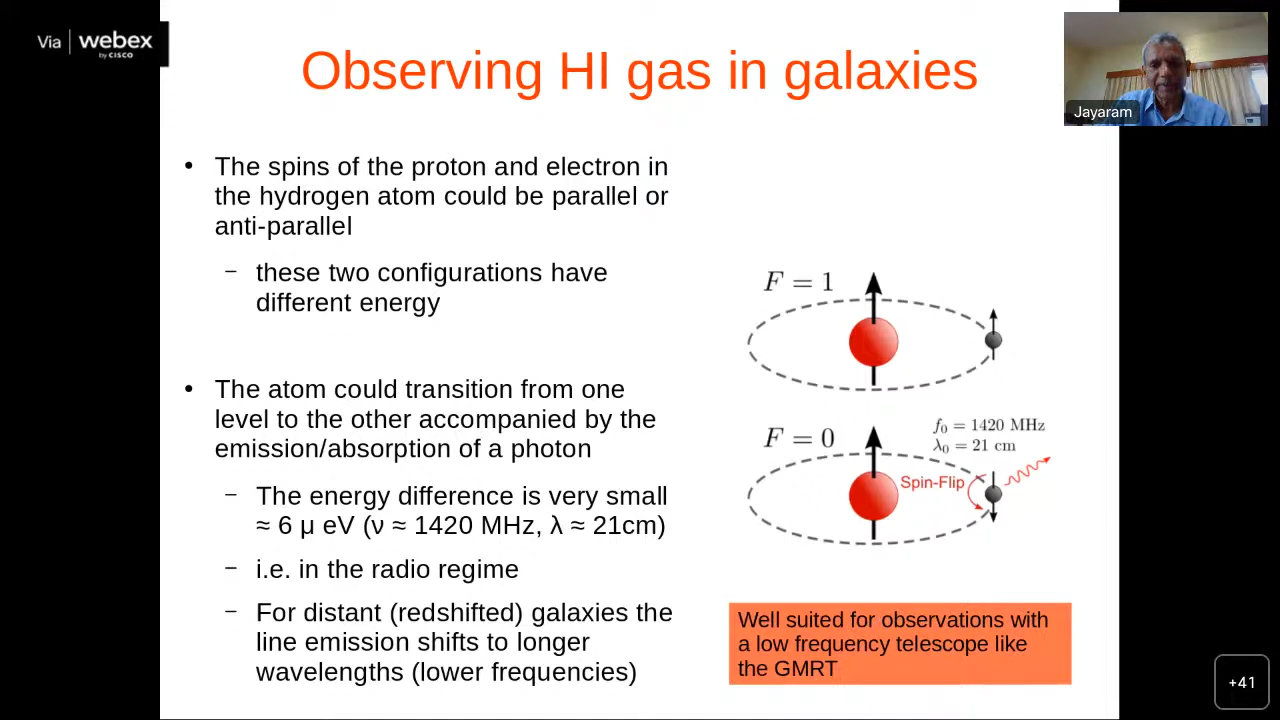 Via webex
by CISCO
Observing HI gas in galaxies
Jayaram
• The spins of the proton and electron in
the hydrogen atom could be parallel or
anti-parallel
– these two configurations have
different energy
• The atom could transition from one
level to the other accompanied by the
emission/absorption of a photon
– The energy difference is very small
≈ 6 μ eV (ν ≈ 1420 MHz, λ ≈ 21cm)
– i.e. in the radio regime
– For distant (redshifted) galaxies the
line emission shifts to longer
wavelengths (lower frequencies)
F = 1
F = 0
f₀ = 1420 MHz
λ₀ = 21 cm
Spin-Flip
Well suited for observations with
a low frequency telescope like
the GMRT
+41